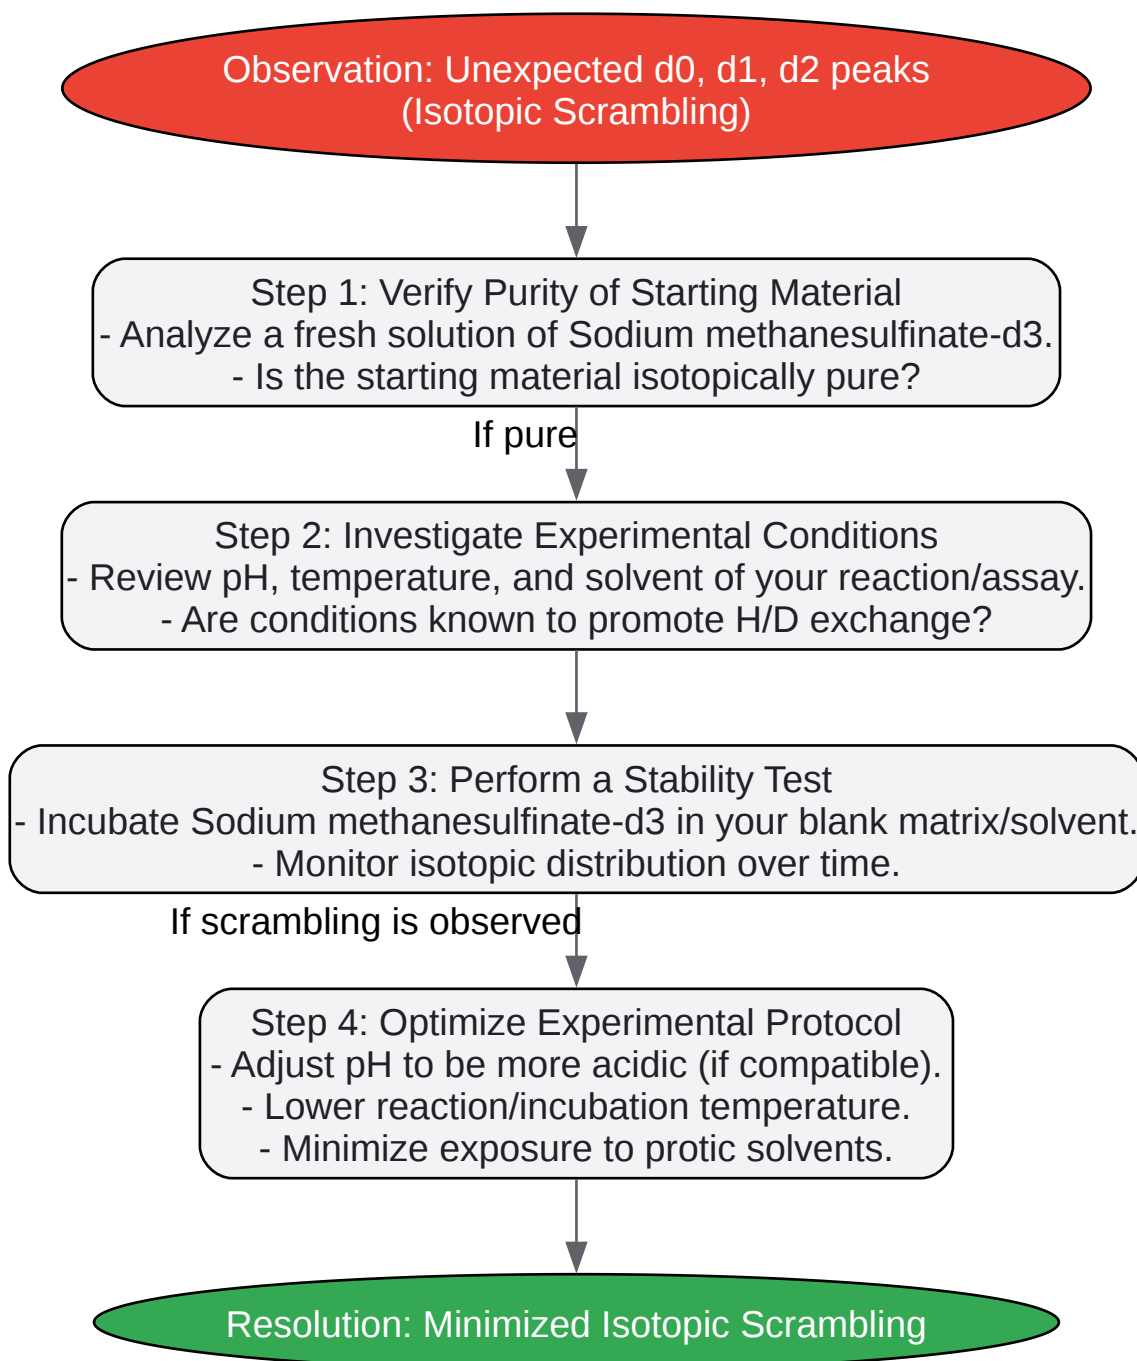 Observation: Unexpected d0, d1, d2 peaks
(Isotopic Scrambling)
Step 1: Verify Purity of Starting Material
- Analyze a fresh solution of Sodium methanesulfinate-d3.
- Is the starting material isotopically pure?
If pure
Step 2: Investigate Experimental Conditions
- Review pH, temperature, and solvent of your reaction/assay.
- Are conditions known to promote H/D exchange?
Step 3: Perform a Stability Test
- Incubate Sodium methanesulfinate-d3 in your blank matrix/solvent.
- Monitor isotopic distribution over time.
If scrambling is observed
Step 4: Optimize Experimental Protocol
- Adjust pH to be more acidic (if compatible).
- Lower reaction/incubation temperature.
- Minimize exposure to protic solvents.
Resolution: Minimized Isotopic Scrambling